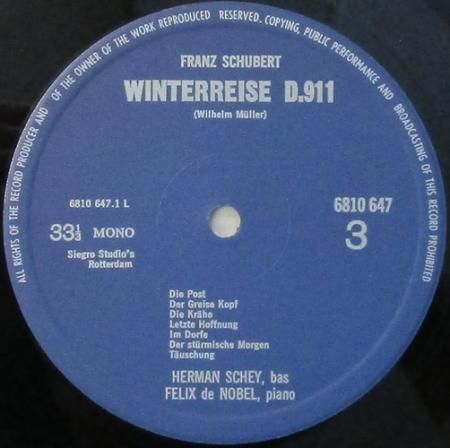 ALL RIGHTS OF THE RECORD PRODUCER AND OF THE OWNER OF THE WORK REPRODUCED RESERVED. COPYING, PUBLIC PERFORMANCE AND BROADCASTING OF THIS RECORD PROHIBITED
FRANZ SCHUBERT
WINTERREISE D.911
(Wilhelm Müller)
6810 647.1 L
6810 647
33⅓ MONO
3
Siegro Studio's
Rotterdam
Die Post
Der Greise Kopf
Die Krähe
Letzte Hoffnung
Im Dorfe
Der stürmische Morgen
Täuschung
HERMAN SCHEY, bas
FELIX de NOBEL, piano